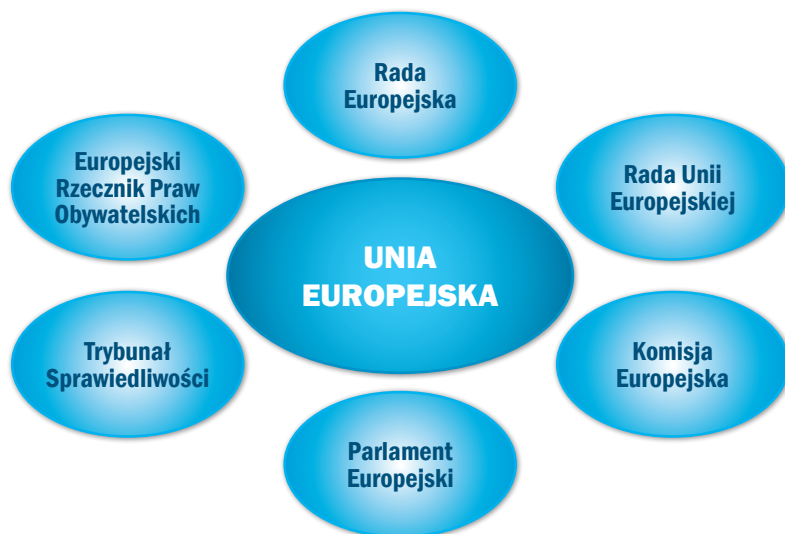 Rada
Europejska
Europejski
Rzecznik Praw
Obywatelskich
Rada Unii
Europejskiej
UNIA
EUROPEJSKA
Trybunał
Sprawiedliwości
Komisja
Europejska
Parlament
Europejski